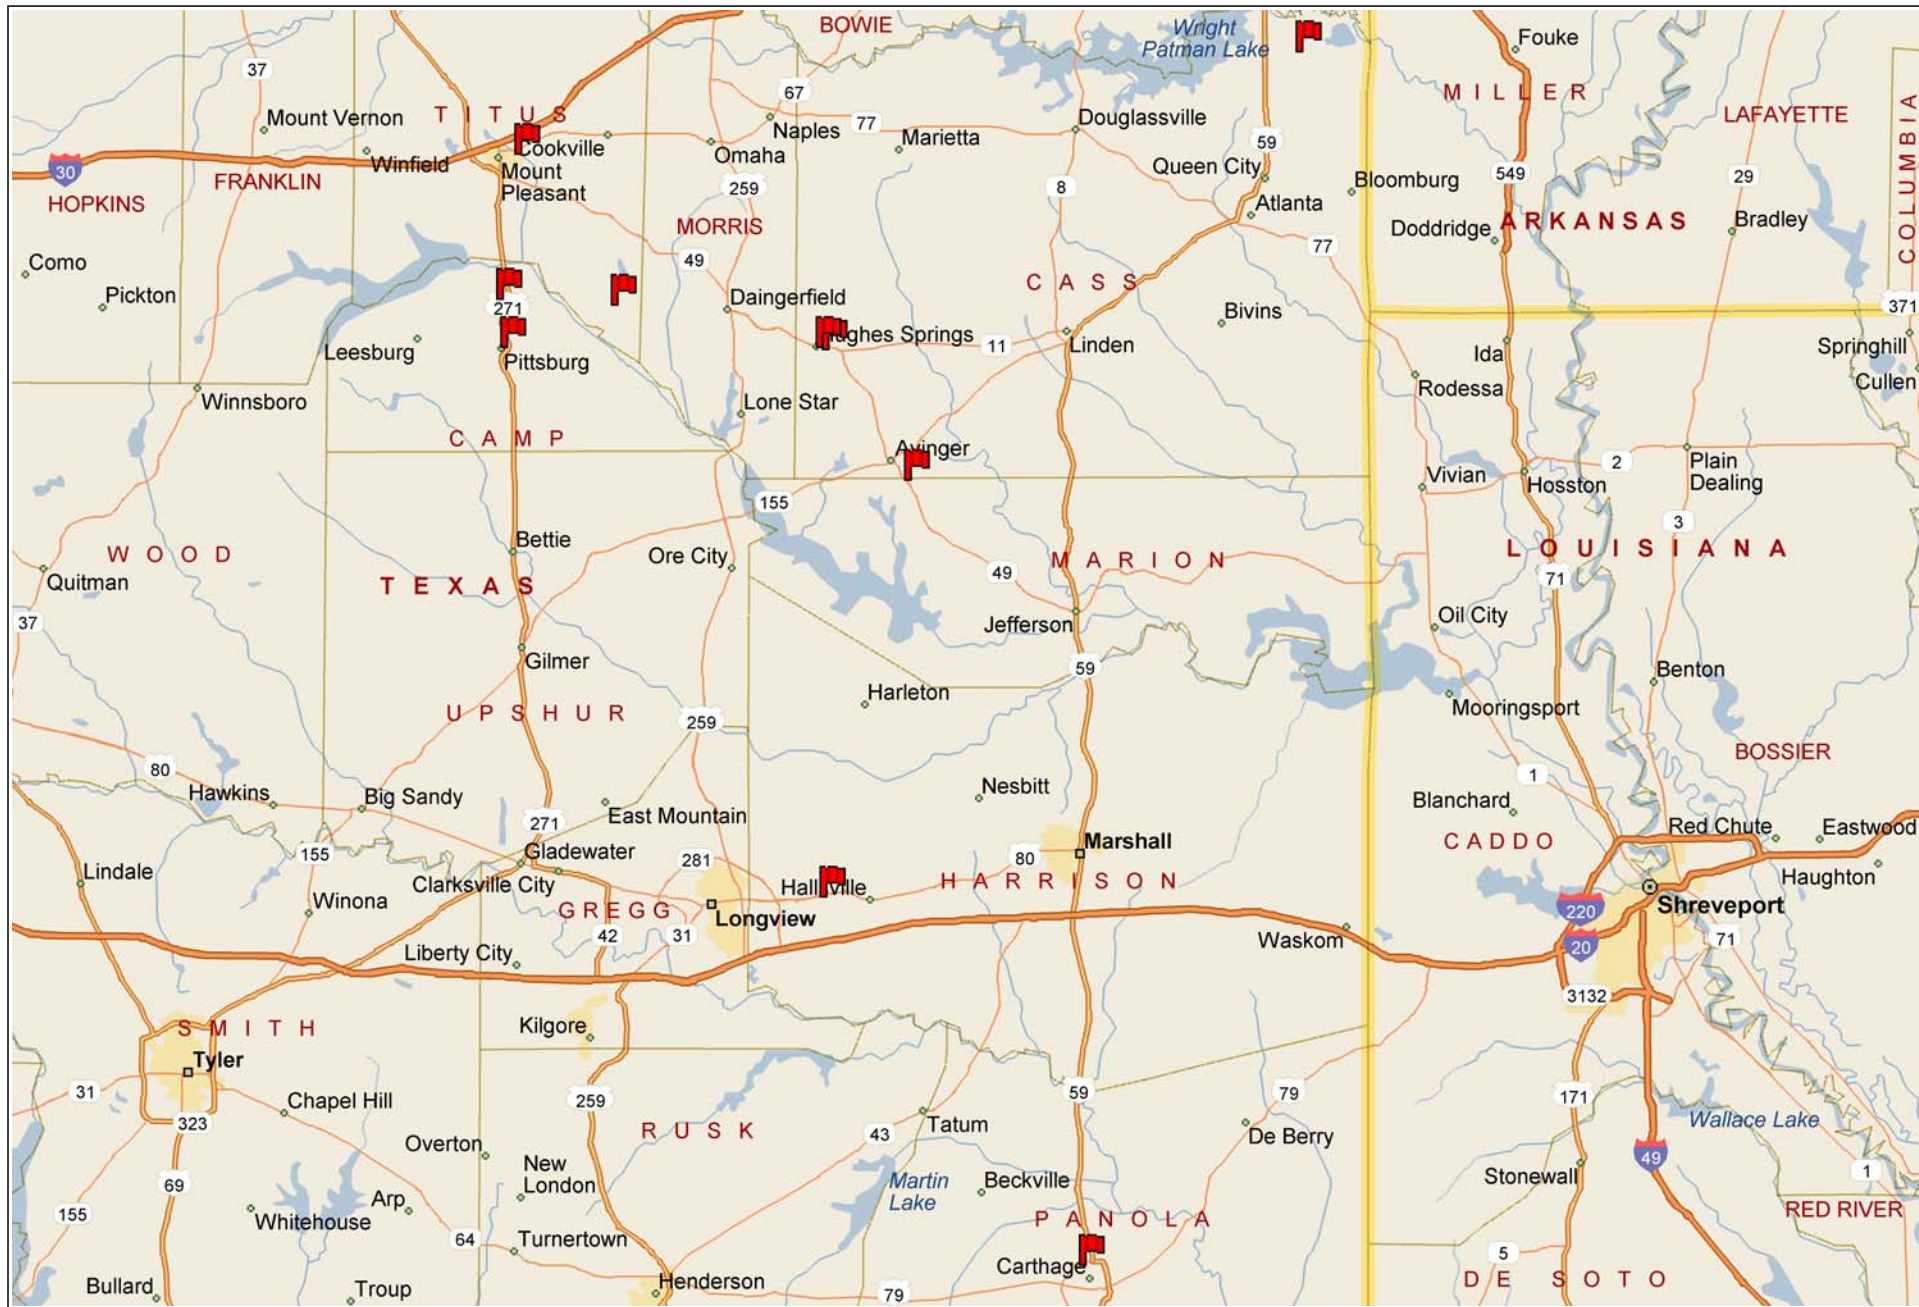 BOWIE
Wright
Patman Lake
Fouke
37
67
MILLER
COLUMBIA
Mount Vernon
TITUS
Naples
77
Marietta
Douglassville
LAFAYETTE
59
Cookville
Omaha
Winfield
30
Mount
Pleasant
FRANKLIN
HOPKINS
259
8
Queen City
Bloomburg
549
29
Atlanta
MORRIS
Doddridge
ARKANSAS
Bradley
77
49
Como
Pickton
CASS
Daingerfield
271
Bivins
371
Hughes Springs
11
Linden
Leesburg
Pittsburg
Ida
Springhill
Rodessa
Cullen
Winnsboro
Lone Star
CAMP
Avinger
2
Plain
Dealing
Vivian
Hosston
155
3
WOOD
Bettie
Ore City
MARION
LOUISIANA
Quitman
TEXAS
49
71
37
Jefferson
Oil City
Gilmer
59
Benton
Harleton
UPSHUR
259
Mooringsport
BOSSIER
80
Hawkins
Big Sandy
Nesbitt
1
East Mountain
271
Blanchard
Red Chute
Eastwood
Marshall
CADDO
155
Gladewater
281
80
Lindale
Clarksville City
Hallsville
HARRISON
Haughton
Winona
GREGG
Longview
220
Shreveport
42
31
Waskom
20
71
Liberty City
3132
SMITH
Kilgore
Tyler
31
59
79
171
Chapel Hill
259
323
RUSK
43
Tatum
De Berry
Wallace Lake
Overton
49
New
London
Martin
Lake
Beckville
Stonewall
1
69
Arp
Whitehouse
155
PANOLA
RED RIVER
64
Turnertown
5
Carthage
Bullard
Troup
Henderson
79
DE SOTO